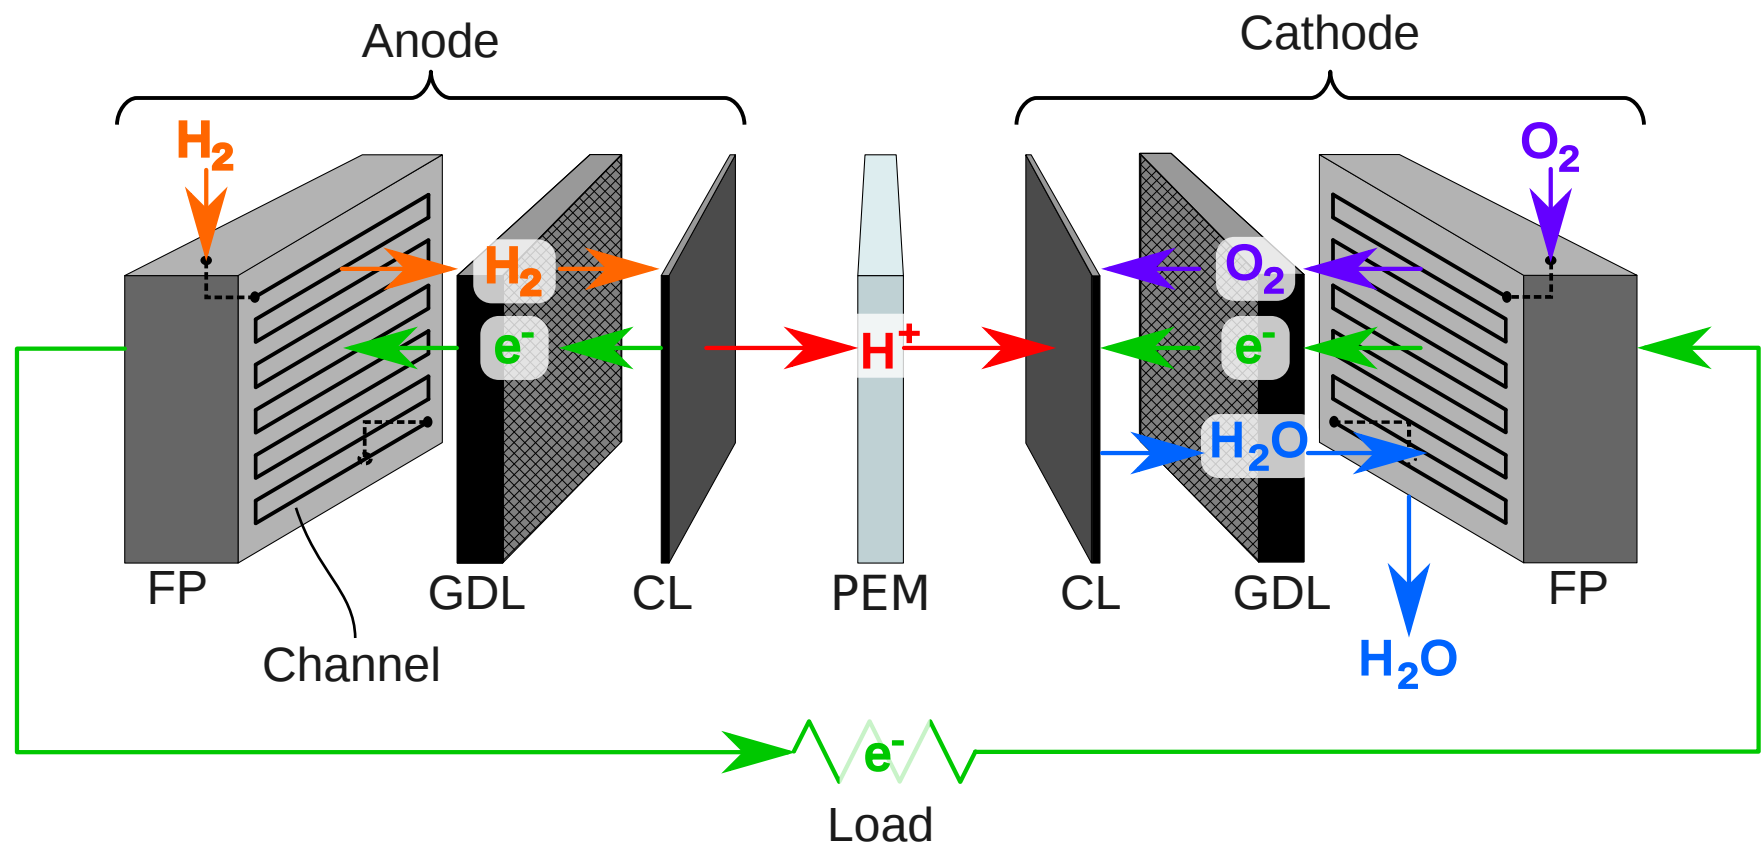 Anode
Cathode
H2
O2
H2
O2
e-
H+
e-
H2O
FP
GDL
CL
PEM
CL
GDL
FP
Channel
H2O
e-
Load